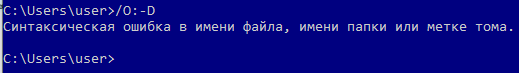 C:\Users\user>/O:-D
Синтаксическая ошибка в имени файла, имени папки или метке тома.
C:\Users\user>